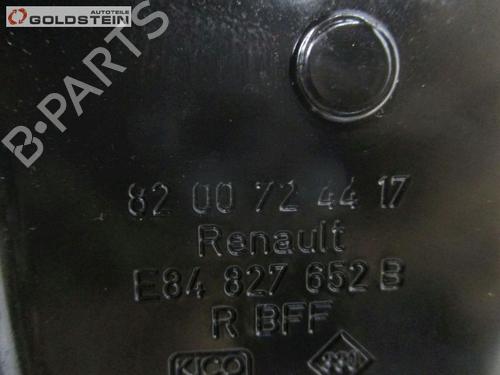 Autoteile
GOLDSTEIN
B-PARTS
82 00 72 44 17
Renault
E84 827 652 B
R BFF
KICO